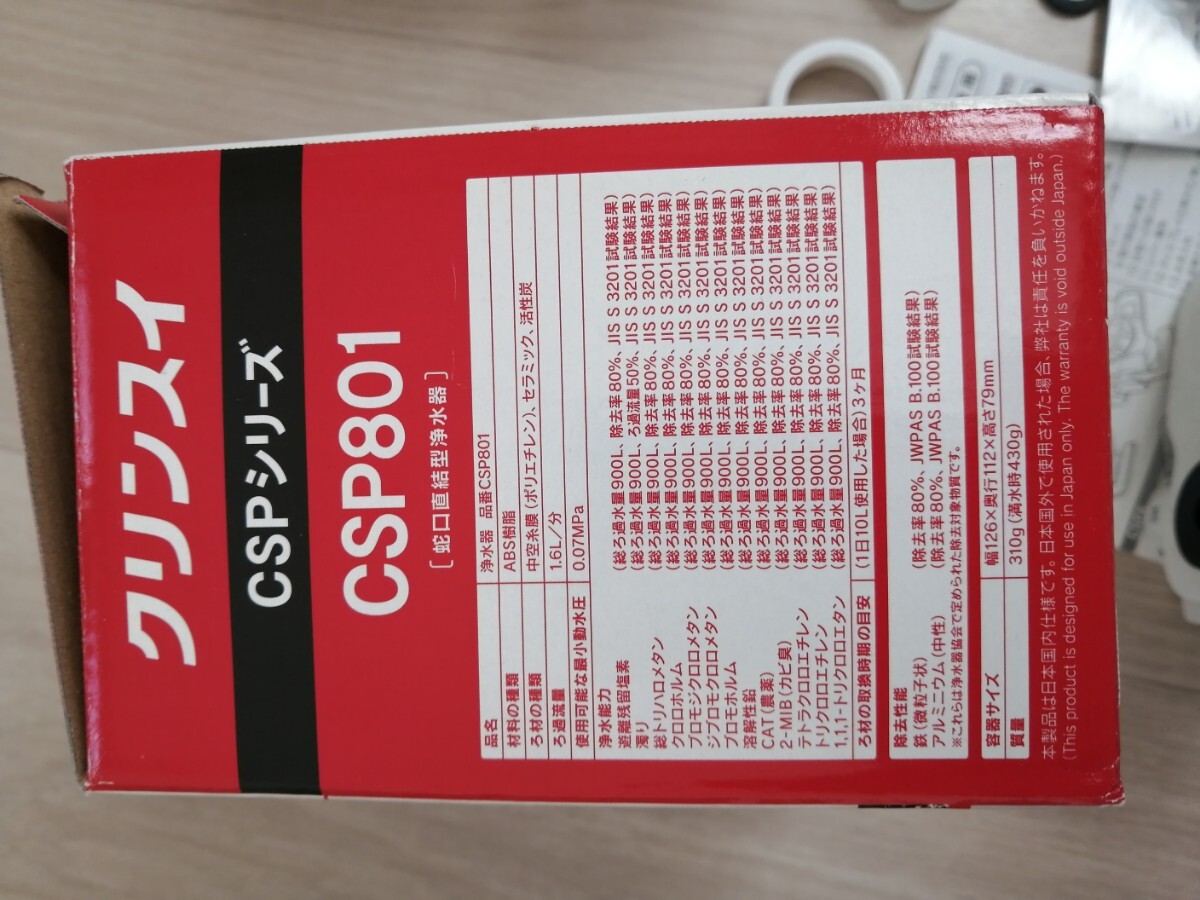 クリンスイ
CSPシリーズ
CSP801
[蛇口直結型浄水器]
品名 浄水器 品番CSP801
材料の種類 ABS樹脂
ろ材の種類 中空糸膜(ポリエチレン)、セラミック、活性炭
ろ過流量 1.6L/分
使用可能な最小動水圧 0.07MPa
浄水能力
遊離残留塩素 (総ろ過水量900L、除去率80%、JIS S 3201試験結果)
濁り (総ろ過水量900L、ろ過流量50%、JIS S 3201試験結果)
総トリハロメタン (総ろ過水量900L、除去率80%、JIS S 3201試験結果)
クロロホルム (総ろ過水量900L、除去率80%、JIS S 3201試験結果)
ブロモジクロロメタン (総ろ過水量900L、除去率80%、JIS S 3201試験結果)
ジブロモクロロメタン (総ろ過水量900L、除去率80%、JIS S 3201試験結果)
ブロモホルム (総ろ過水量900L、除去率80%、JIS S 3201試験結果)
溶解性鉛 (総ろ過水量900L、除去率80%、JIS S 3201試験結果)
CAT(農薬) (総ろ過水量900L、除去率80%、JIS S 3201試験結果)
2-MIB(カビ臭) (総ろ過水量900L、除去率80%、JIS S 3201試験結果)
テトラクロロエチレン (総ろ過水量900L、除去率80%、JIS S 3201試験結果)
トリクロロエチレン (総ろ過水量900L、除去率80%、JIS S 3201試験結果)
1,1,1-トリクロロエタン (総ろ過水量900L、除去率80%、JIS S 3201試験結果)
ろ材の取換時期の目安 (1日10L使用した場合)3ヶ月
除去性能
鉄(微粒子状) (除去率80%、JWPAS B.100試験結果)
アルミニウム(中性) (除去率80%、JWPAS B.100試験結果)
※これらは浄水器協会で定められた除去対象物質です。
容器サイズ 幅126×奥行112×高さ79mm
質量 310g(満水時430g)
本製品は日本国内仕様です。日本国外で使用された場合、弊社は責任を負いかねます。
(This product is designed for use in Japan only. The warranty is void outside Japan.)